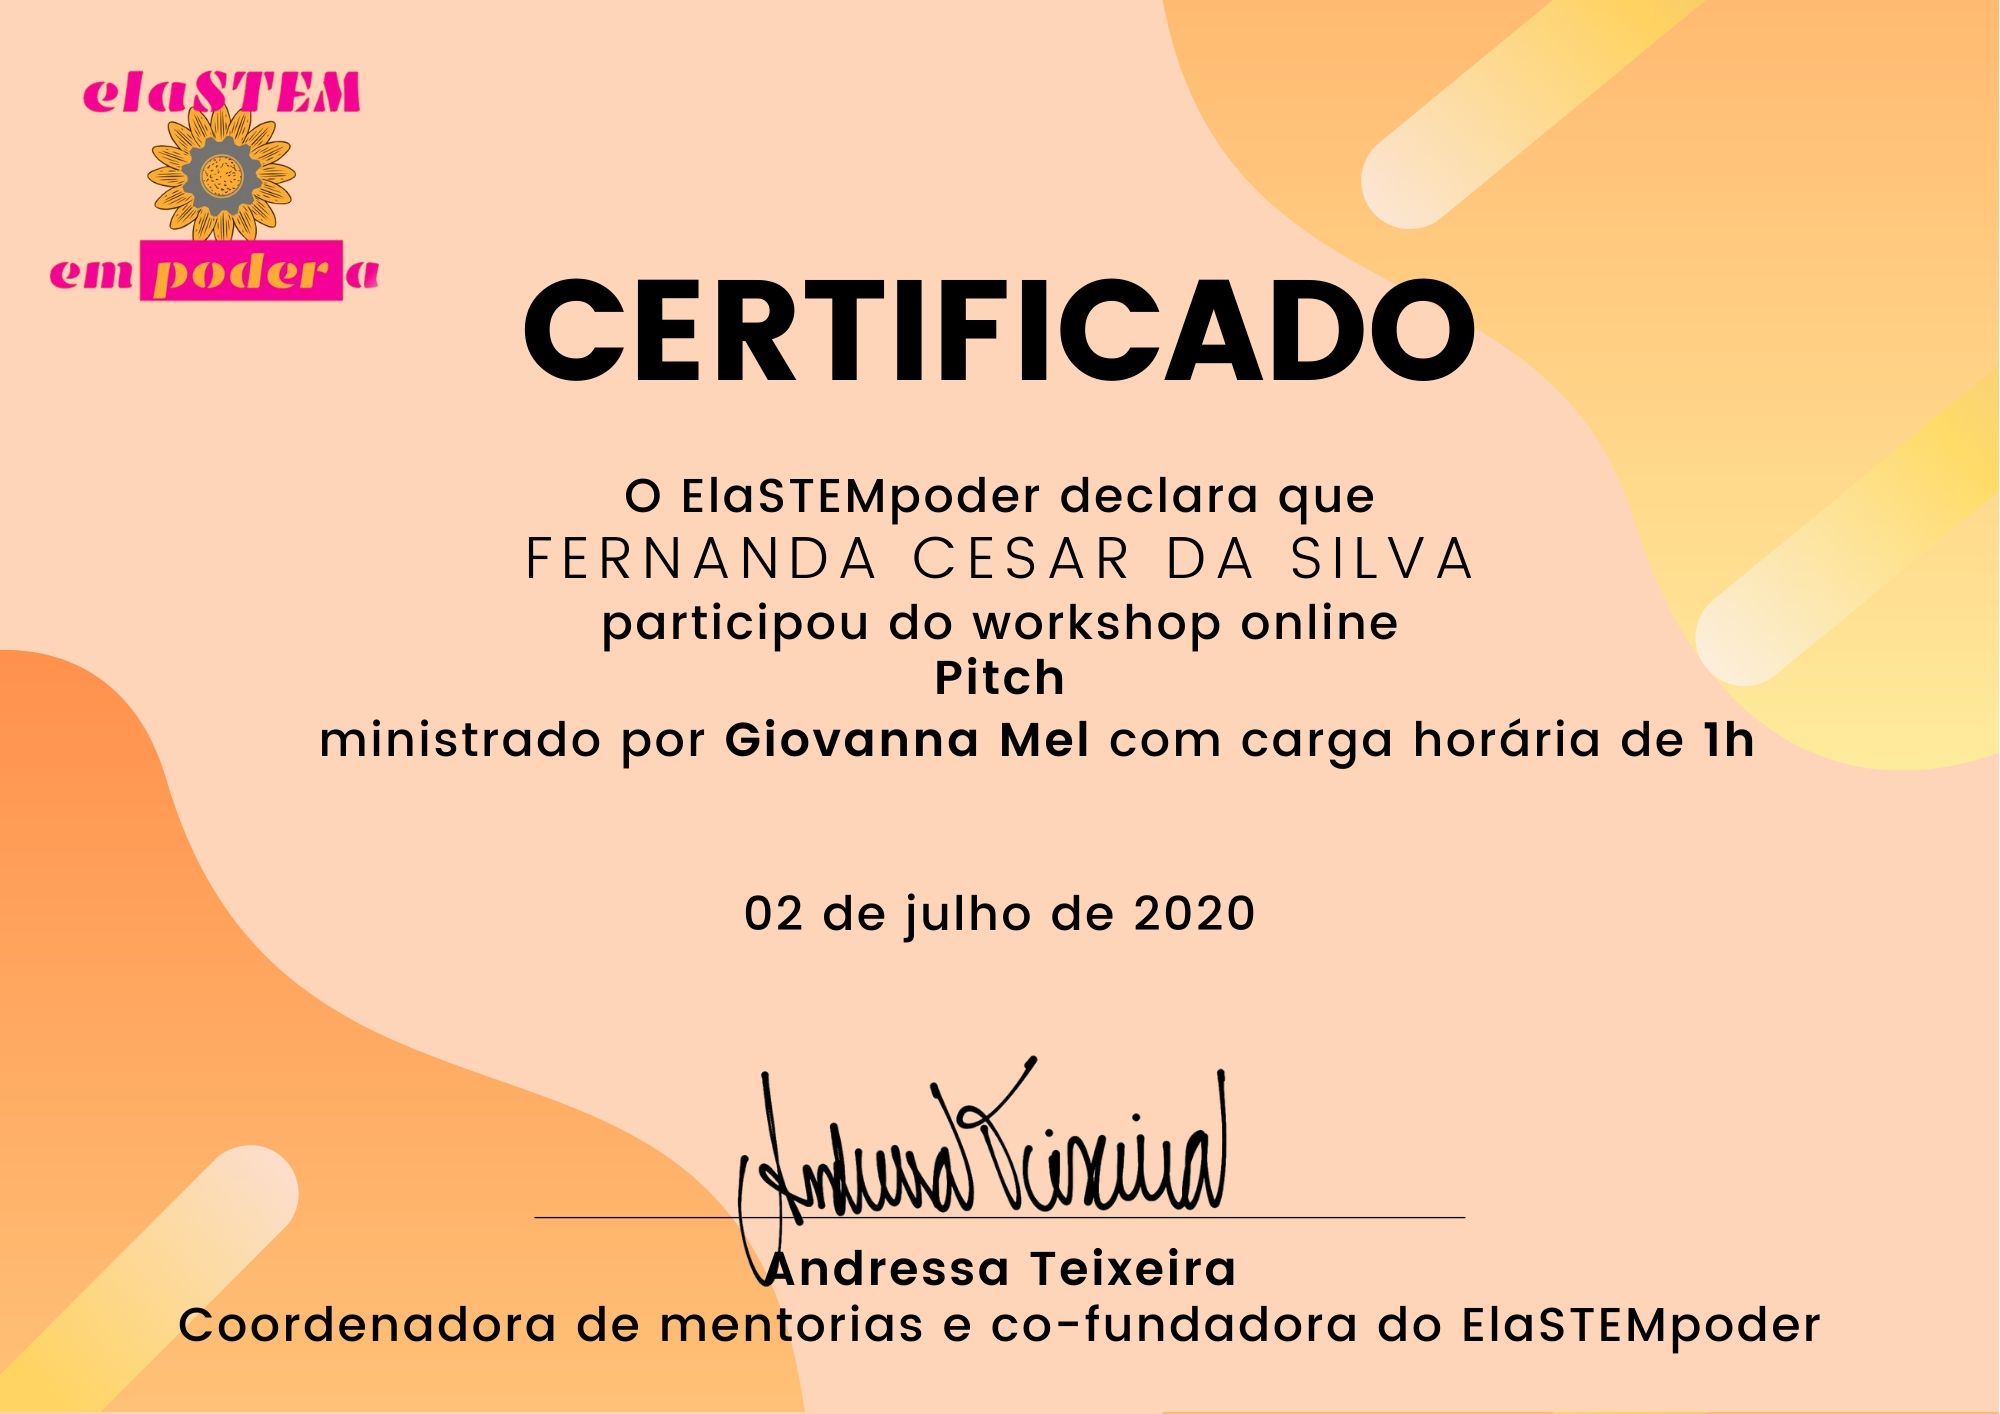 elaSTEM
empodera
CERTIFICADO
O ElaSTEMpoder declara que
FERNANDA CESAR DA SILVA
participou do workshop online
Pitch
ministrado por Giovanna Mel com carga horária de 1h
02 de julho de 2020
Andressa Teixeira
Andressa Teixeira
Coordenadora de mentorias e co-fundadora do ElaSTEMpoder